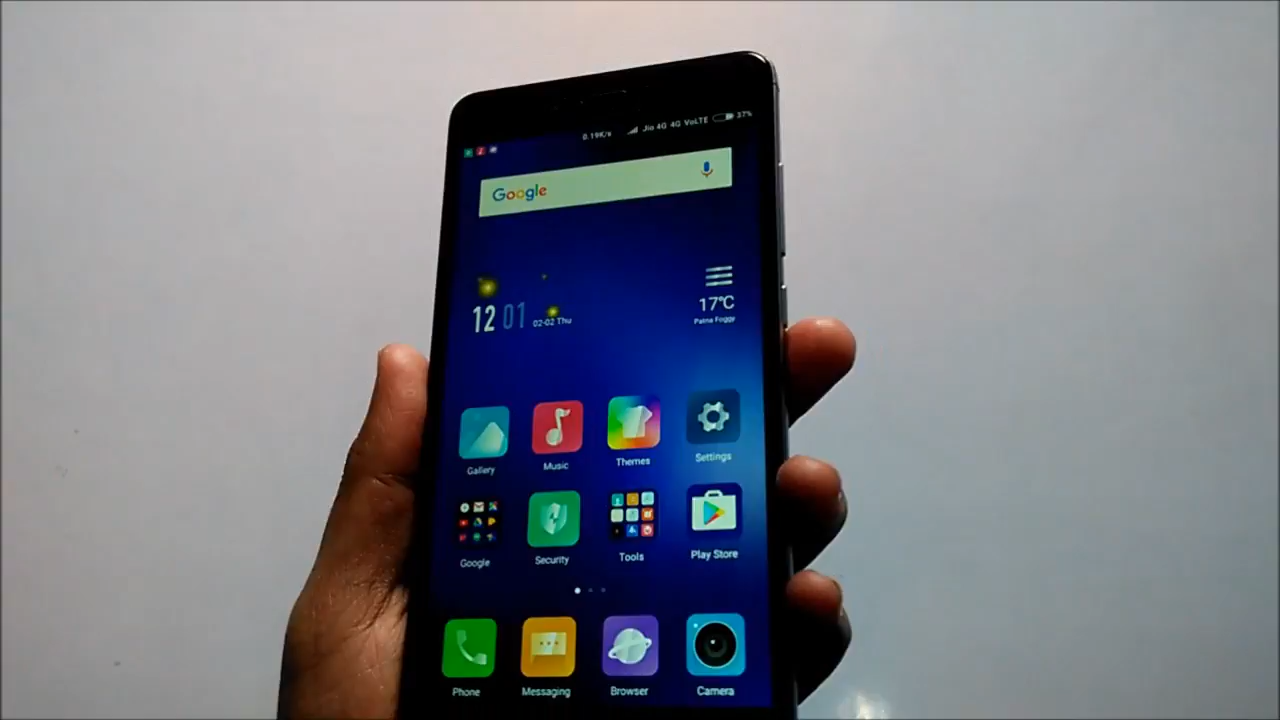 0.19K/s Jio 4G 4G VoLTE 37%
Google
12 01 02-02 Thu
17°C
Patna Foggy
Gallery Music Themes Settings
Google Security Tools Play Store
Phone Messaging Browser Camera